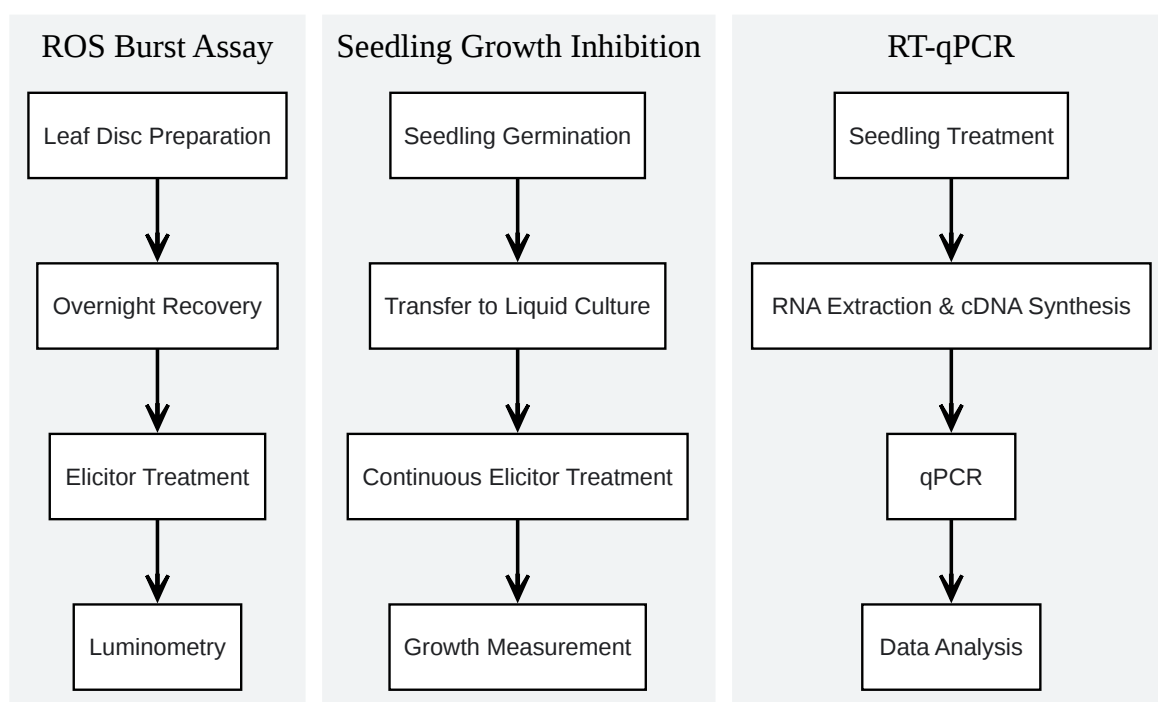 ROS Burst Assay
Leaf Disc Preparation
Overnight Recovery
Elicitor Treatment
Luminometry
Seedling Growth Inhibition
Seedling Germination
Transfer to Liquid Culture
Continuous Elicitor Treatment
Growth Measurement
RT-qPCR
Seedling Treatment
RNA Extraction & cDNA Synthesis
qPCR
Data Analysis